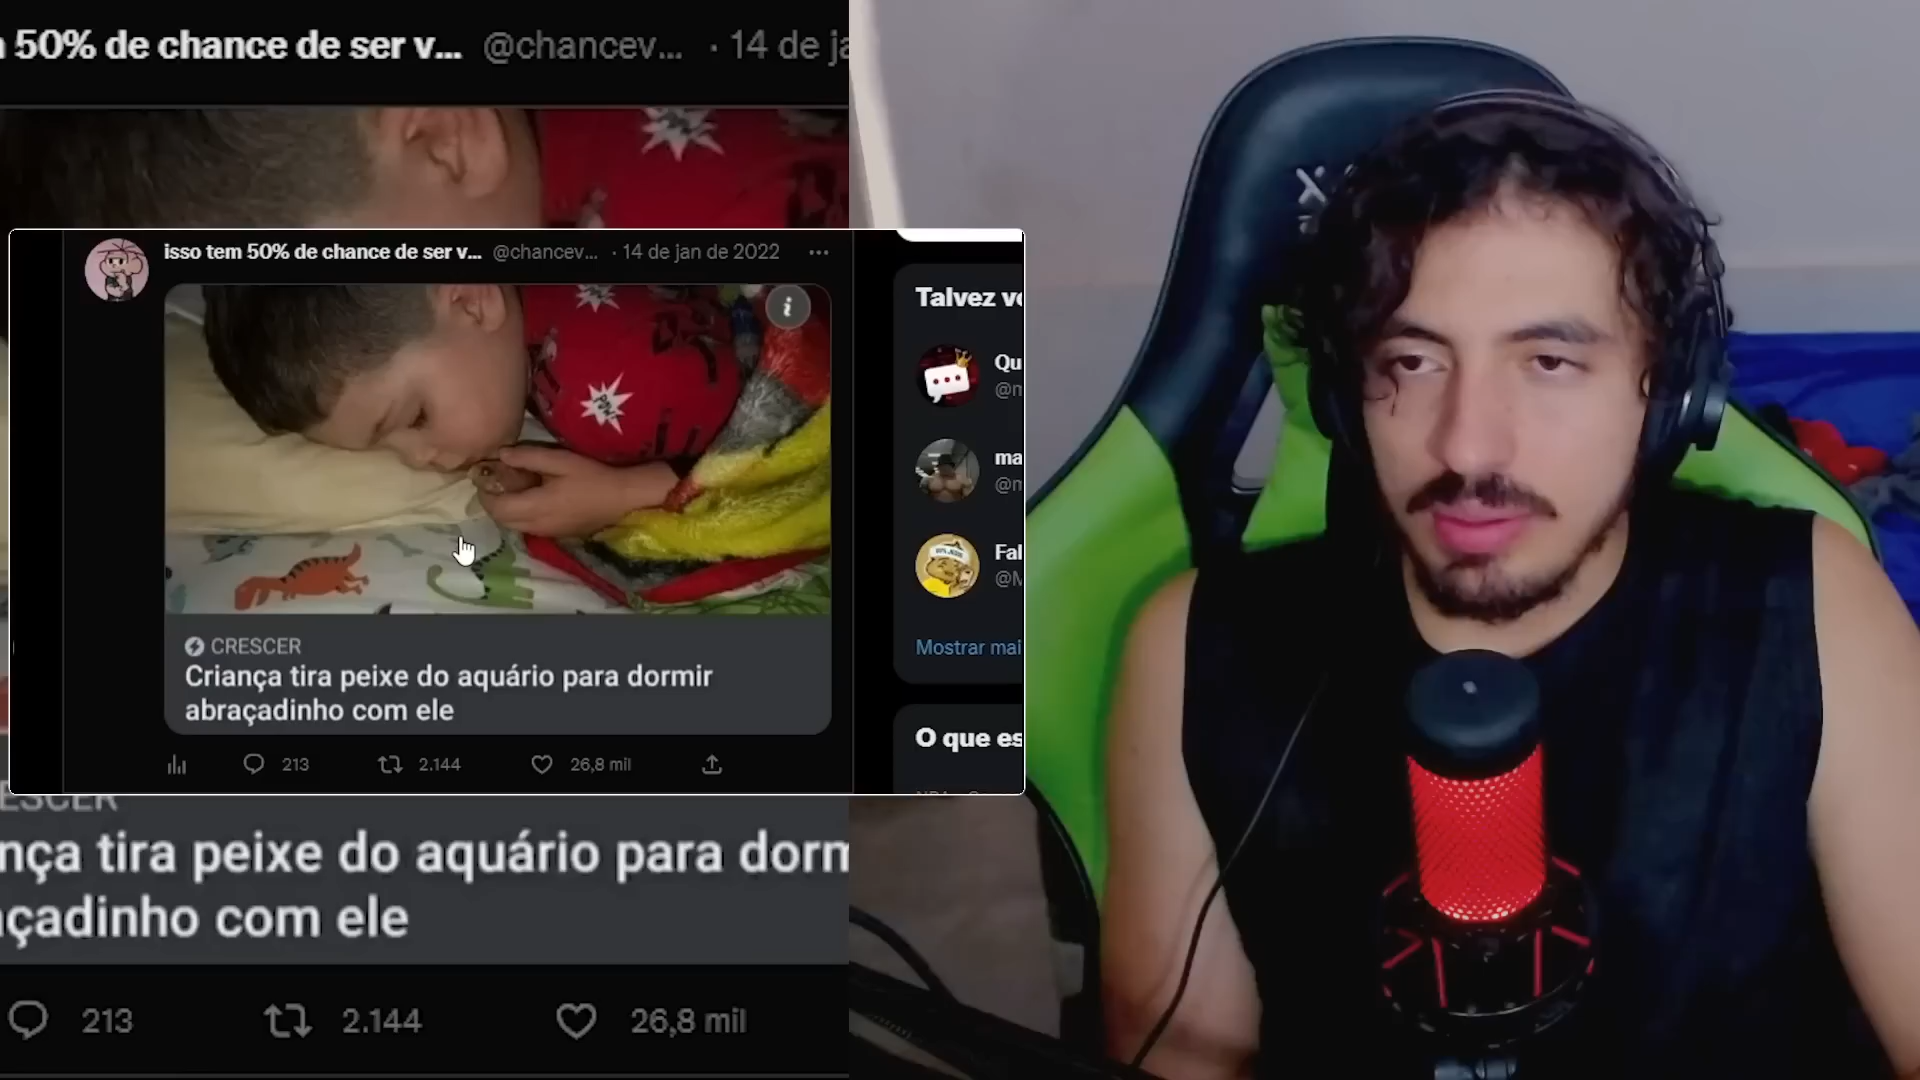 50% de chance de ser v... @chancev... · 14 de ja
isso tem 50% de chance de ser v... @chancev... · 14 de jan de 2022
CRESCER
Criança tira peixe do aquário para dormir
abraçadinho com ele
213 2.144 26,8 mil
Talvez vo
Qu
@m
ma
@m
Fal
@M
Mostrar mai
O que es
ESCER
nça tira peixe do aquário para dorm
açadinho com ele
213 2.144 26,8 mil